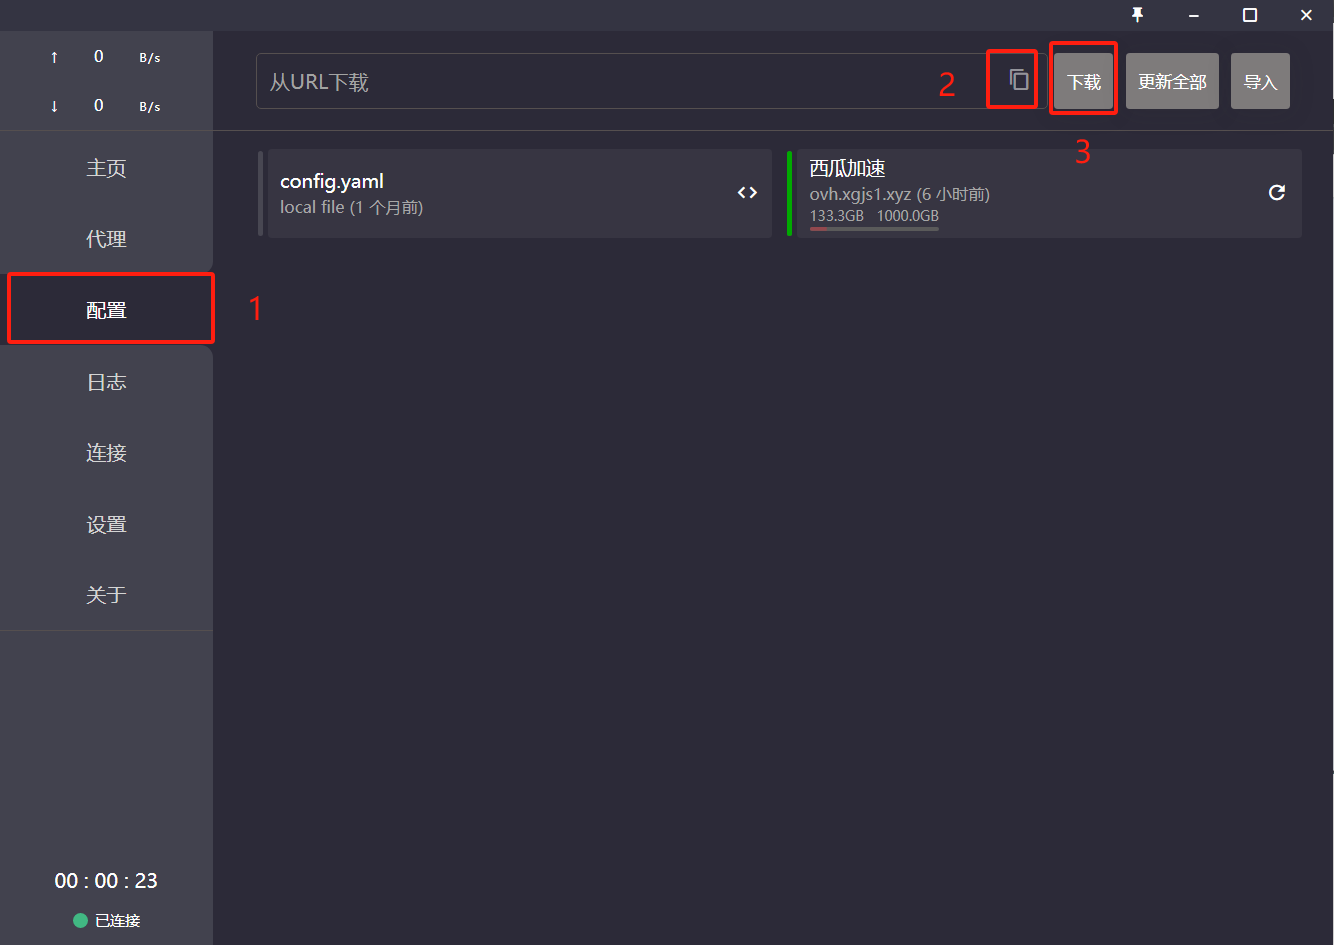 ↑ 0 B/s
↓ 0 B/s
主页
代理
配置
1
日志
连接
设置
关于
00 : 00 : 23
已连接
从URL下载
2
下载
更新全部
导入
3
config.yaml
local file (1 个月前)
西瓜加速
ovh.xgjs1.xyz (6 小时前)
133.3GB 1000.0GB